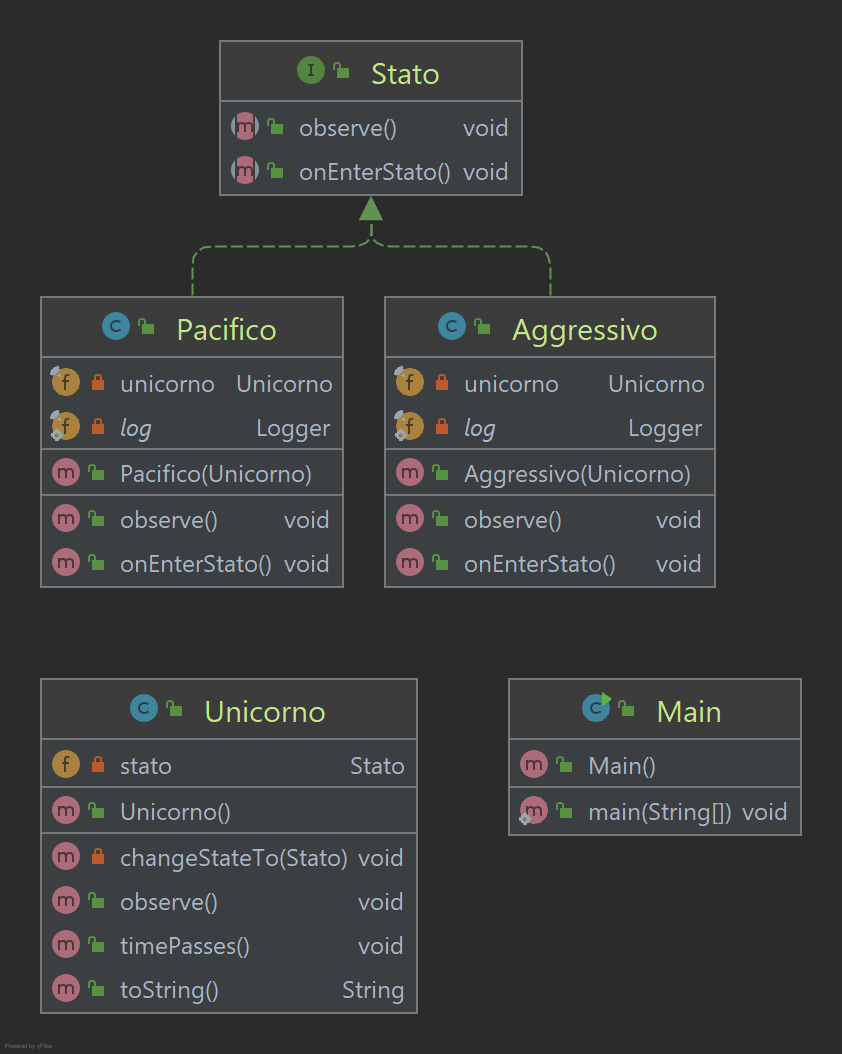 I Stato
m observe() void
m onEnterStato() void
C Pacifico
f unicorno Unicorno
f log Logger
m Pacifico(Unicorno)
m observe() void
m onEnterStato() void
C Aggressivo
f unicorno Unicorno
f log Logger
m Aggressivo(Unicorno)
m observe() void
m onEnterStato() void
C Unicorno
f stato Stato
m Unicorno()
m changeStateTo(Stato) void
m observe() void
m timePasses() void
m toString() String
C Main
m Main()
m main(String[]) void
Powered by yFiles